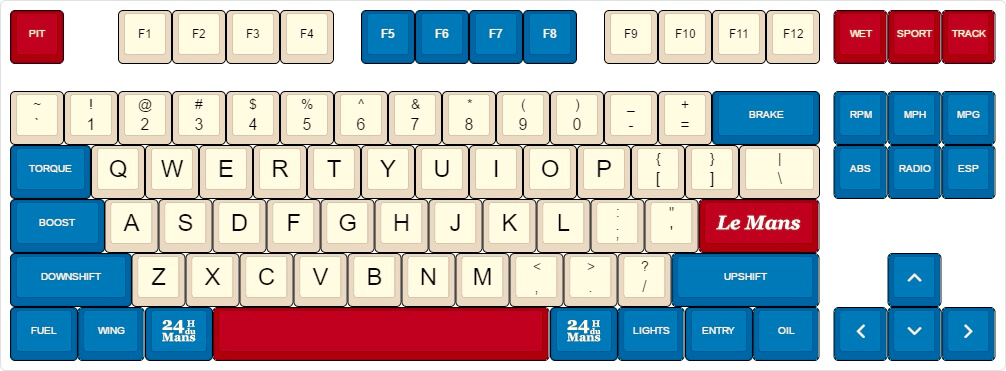 PIT F1 F2 F3 F4 F5 F6 F7 F8 F9 F10 F11 F12 WET SPORT TRACK
~ ! @ # $ % ^ & * ( ) _ +
` 1 2 3 4 5 6 7 8 9 0 - = BRAKE RPM MPH MPG
TORQUE Q W E R T Y U I O P { } |
[ ] \ ABS RADIO ESP
BOOST A S D F G H J K L : "
; ' Le Mans
DOWNSHIFT Z X C V B N M < > ?
, . / UPSHIFT
FUEL WING 24 H du Mans 24 H du Mans LIGHTS ENTRY OIL